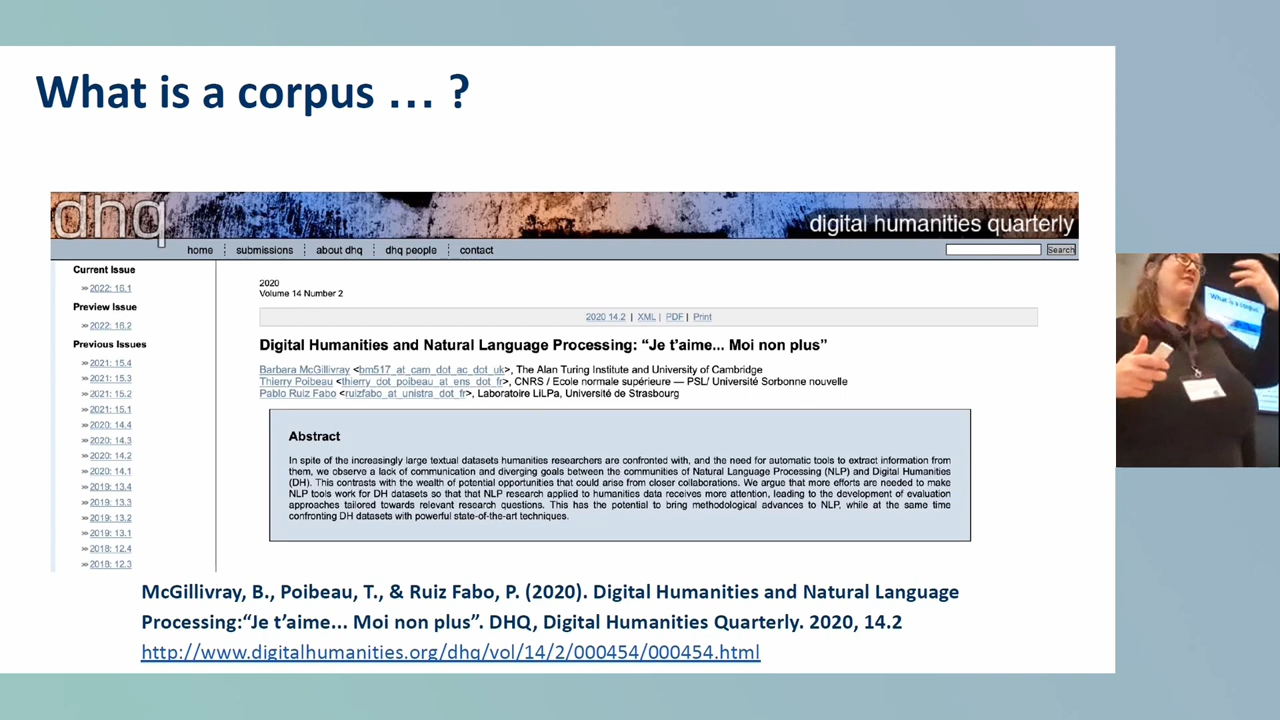 What is a corpus … ?
dhq
digital humanities quarterly
home submissions about dhq dhq people contact Search
Current Issue
»2022: 16.1
Preview Issue
»2022: 16.2
Previous Issues
»2021: 15.4
»2021: 15.3
»2021: 15.2
»2021: 15.1
»2020: 14.4
»2020: 14.3
»2020: 14.2
»2020: 14.1
»2019: 13.4
»2019: 13.3
»2019: 13.2
»2019: 13.1
»2018: 12.4
»2018: 12.3
2020
Volume 14 Number 2
2020 14.2 | XML | PDF | Print
Digital Humanities and Natural Language Processing: “Je t’aime... Moi non plus”
Barbara McGillivray <bm517_at_cam_dot_ac_dot_uk>, The Alan Turing Institute and University of Cambridge
Thierry Poibeau <thierry_dot_poibeau_at_ens_dot_fr>, CNRS / Ecole normale supérieure — PSL/ Université Sorbonne nouvelle
Pablo Ruiz Fabo <ruizfabo_at_unistra_dot_fr>, Laboratoire LiLPa, Université de Strasbourg
Abstract
In spite of the increasingly large textual datasets humanities researchers are confronted with, and the need for automatic tools to extract information from
them, we observe a lack of communication and diverging goals between the communities of Natural Language Processing (NLP) and Digital Humanities
(DH). This contrasts with the wealth of potential opportunities that could arise from closer collaborations. We argue that more efforts are needed to make
NLP tools work for DH datasets so that that NLP research applied to humanities data receives more attention, leading to the development of evaluation
approaches tailored towards relevant research questions. This has the potential to bring methodological advances to NLP, while at the same time
confronting DH datasets with powerful state-of-the-art techniques.
McGillivray, B., Poibeau, T., & Ruiz Fabo, P. (2020). Digital Humanities and Natural Language
Processing:“Je t’aime... Moi non plus”. DHQ, Digital Humanities Quarterly. 2020, 14.2
http://www.digitalhumanities.org/dhq/vol/14/2/000454/000454.html
What is a corpus